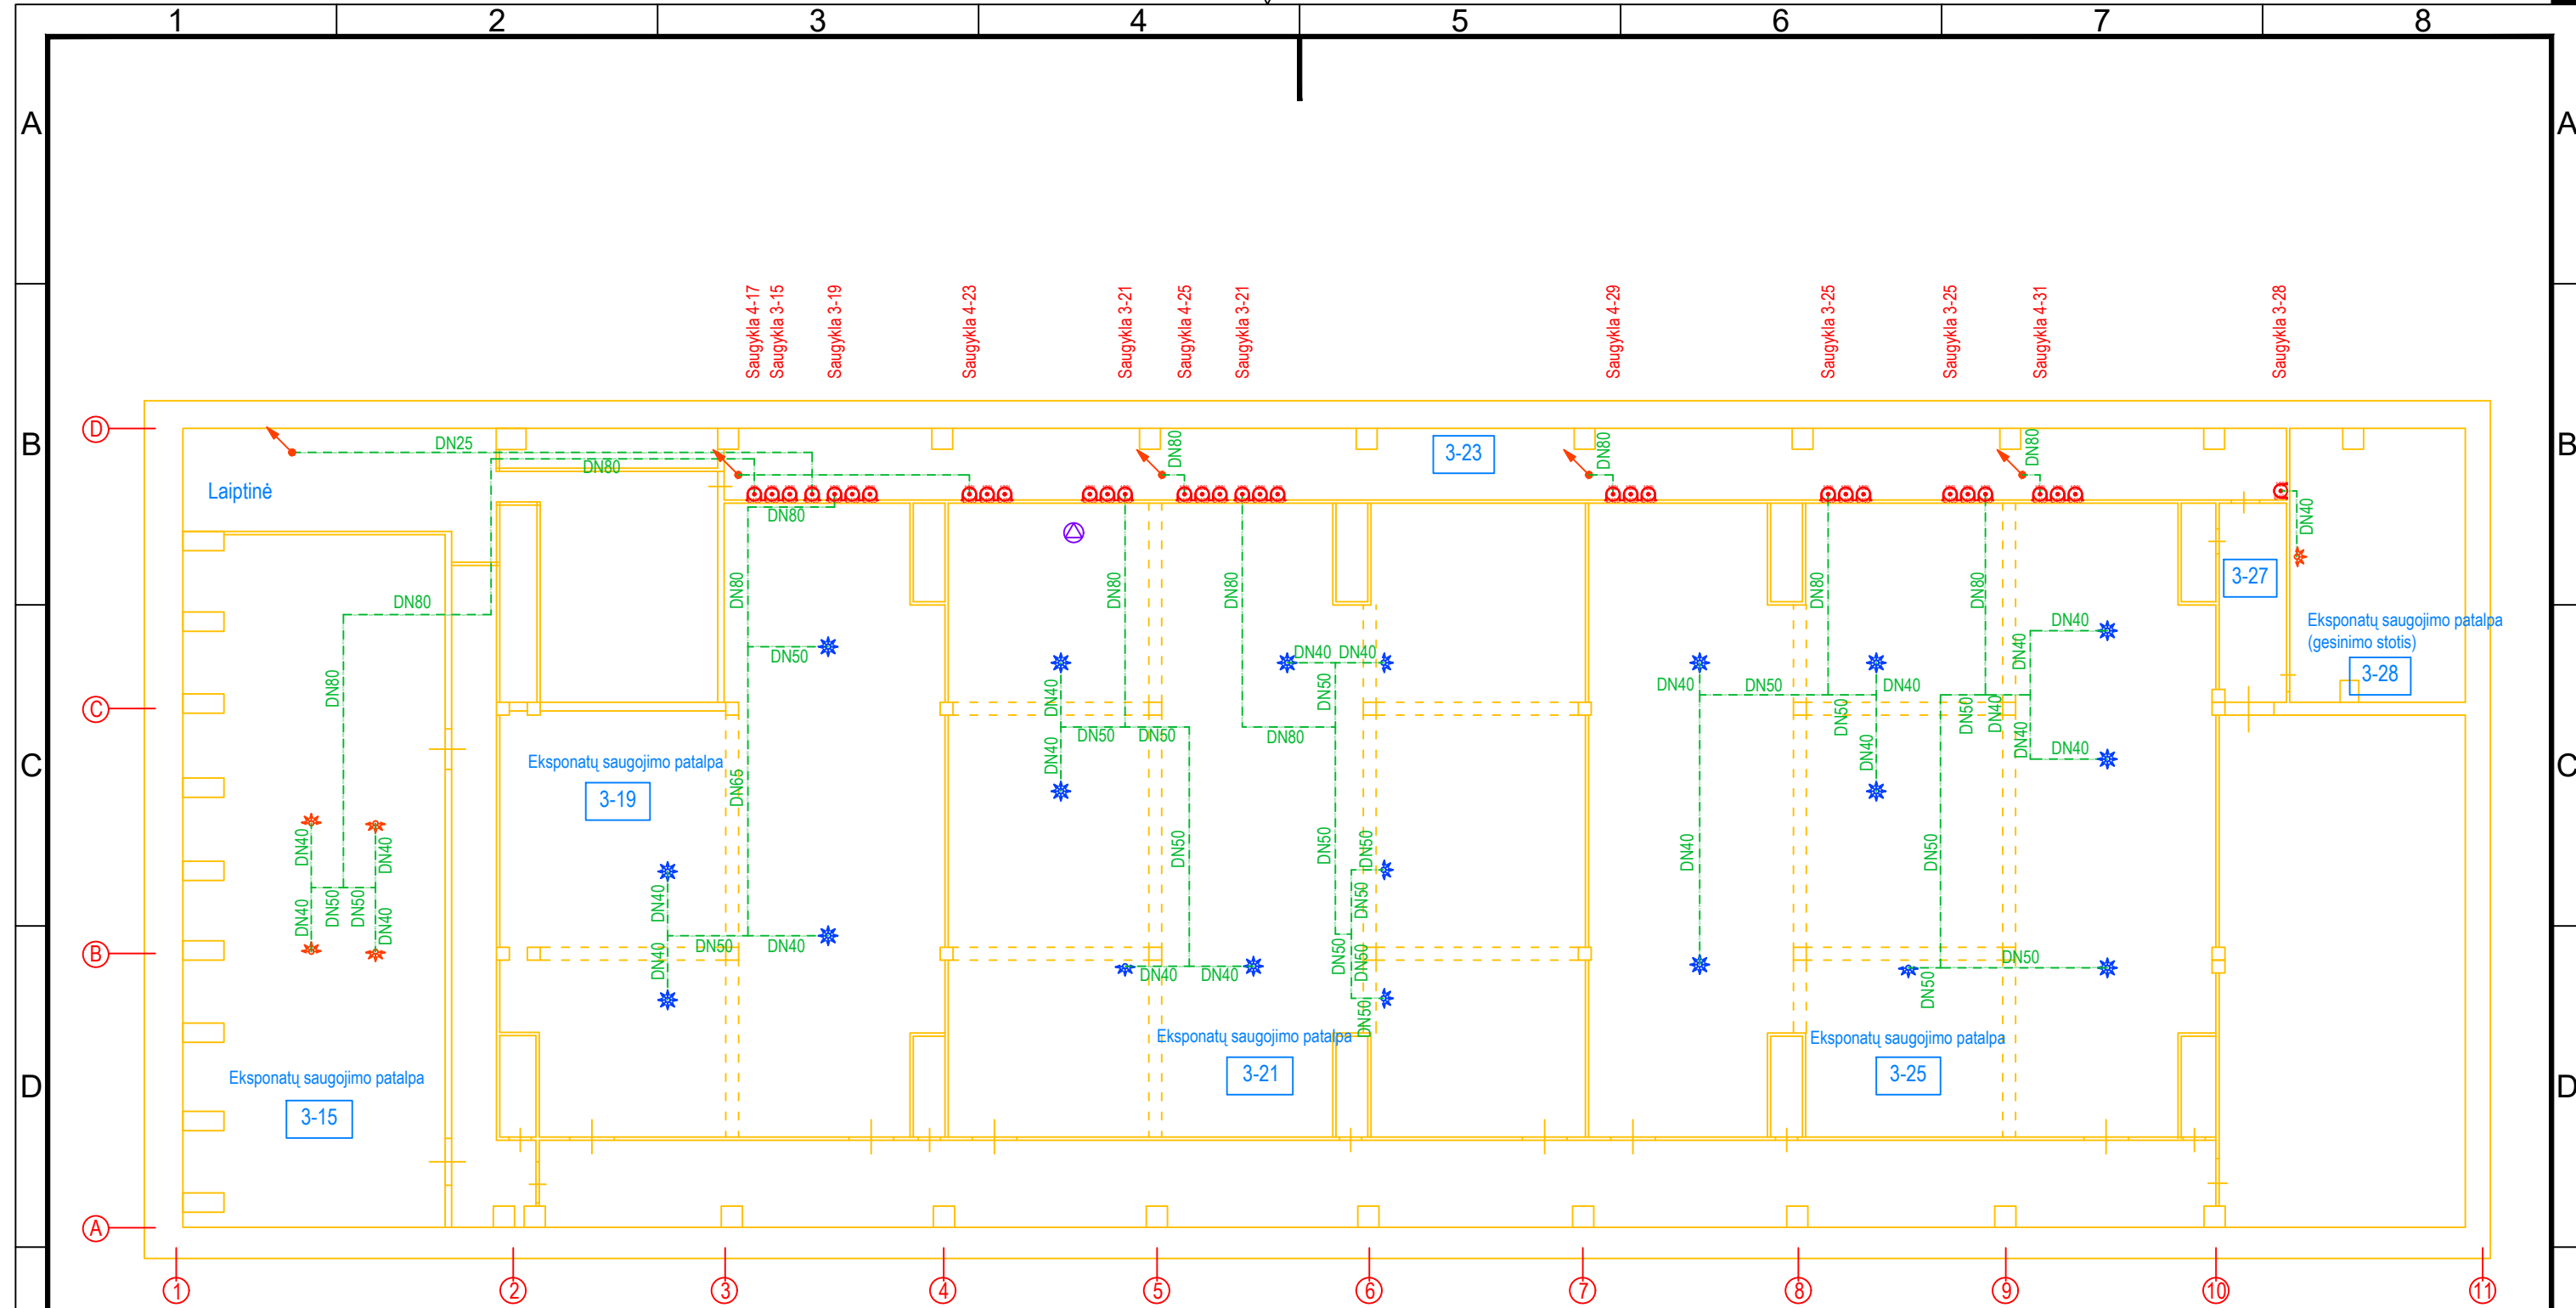 1 2 3 4 5 6 7 8
A A
Saugykla 4-17
Saugykla 3-15
Saugykla 3-19
Saugykla 4-23
Saugykla 3-21
Saugykla 4-25
Saugykla 3-21
Saugykla 4-29
Saugykla 3-25
Saugykla 3-25
Saugykla 4-31
Saugykla 3-28
D
B B
DN25
DN80
DN80
3-23
DN80
DN80
Laiptinė
DN80
DN40
DN80
DN80
DN80
DN80
DN80
DN80
3-27
DN80
Eksponatų saugojimo patalpa
(gesinimo stotis)
3-28
DN40
DN40
DN50
DN40 DN40
DN40
DN80
DN50
DN40
DN50
DN40
DN50
DN40
C
DN50
DN40
DN50
DN50
DN80
DN40
DN40
DN40
DN40
C C
Eksponatų saugojimo patalpa
3-19
DN65
DN40
DN40
DN50
DN50
DN50
DN40
DN50
DN40
DN50
DN50
DN40
DN40
DN50
B
DN40
DN50
DN40
DN50
DN50
DN50
DN40
DN40
DN50
DN50
Eksponatų saugojimo patalpa
3-21
Eksponatų saugojimo patalpa
3-25
Eksponatų saugojimo patalpa
3-15
D D
A
1 2 3 4 5 6 7 8 9 10 11